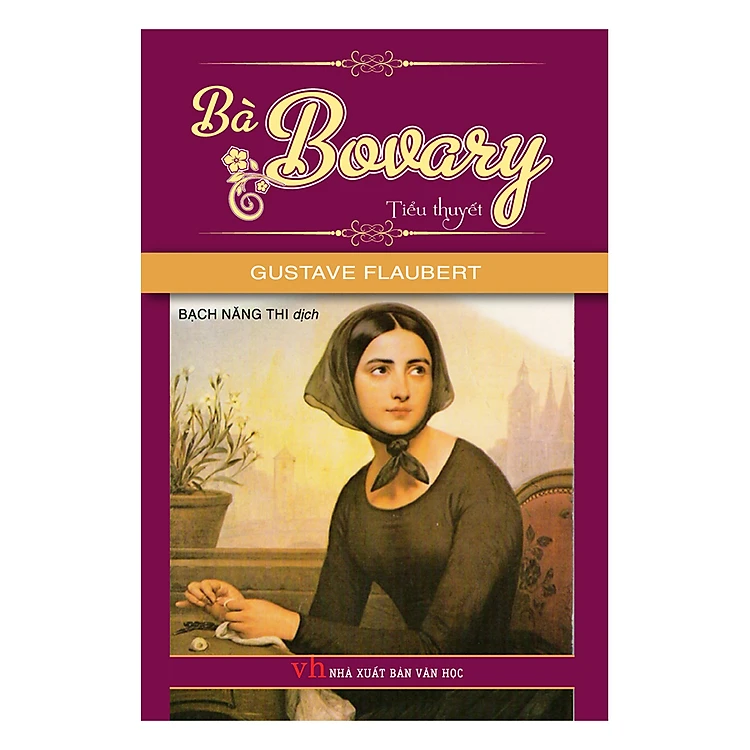 Bà Bovary
Tiểu thuyết
GUSTAVE FLAUBERT
BẠCH NĂNG THI dịch
vh NHÀ XUẤT BẢN VĂN HỌC